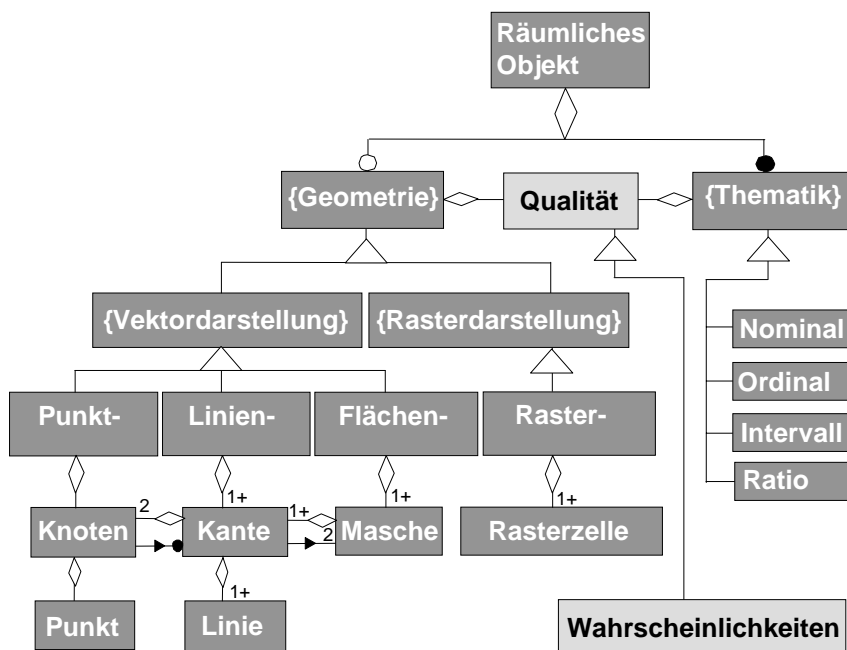 Räumliches
Objekt
{Geometrie}
Qualität
{Thematik}
{Vektordarstellung}
{Rasterdarstellung}
Nominal
Ordinal
Intervall
Ratio
Punkt-
Linien-
Flächen-
Raster-
1+
1+
1+
2
1+
2
Knoten
Kante
Masche
Rasterzelle
1+
Punkt
Linie
Wahrscheinlichkeiten